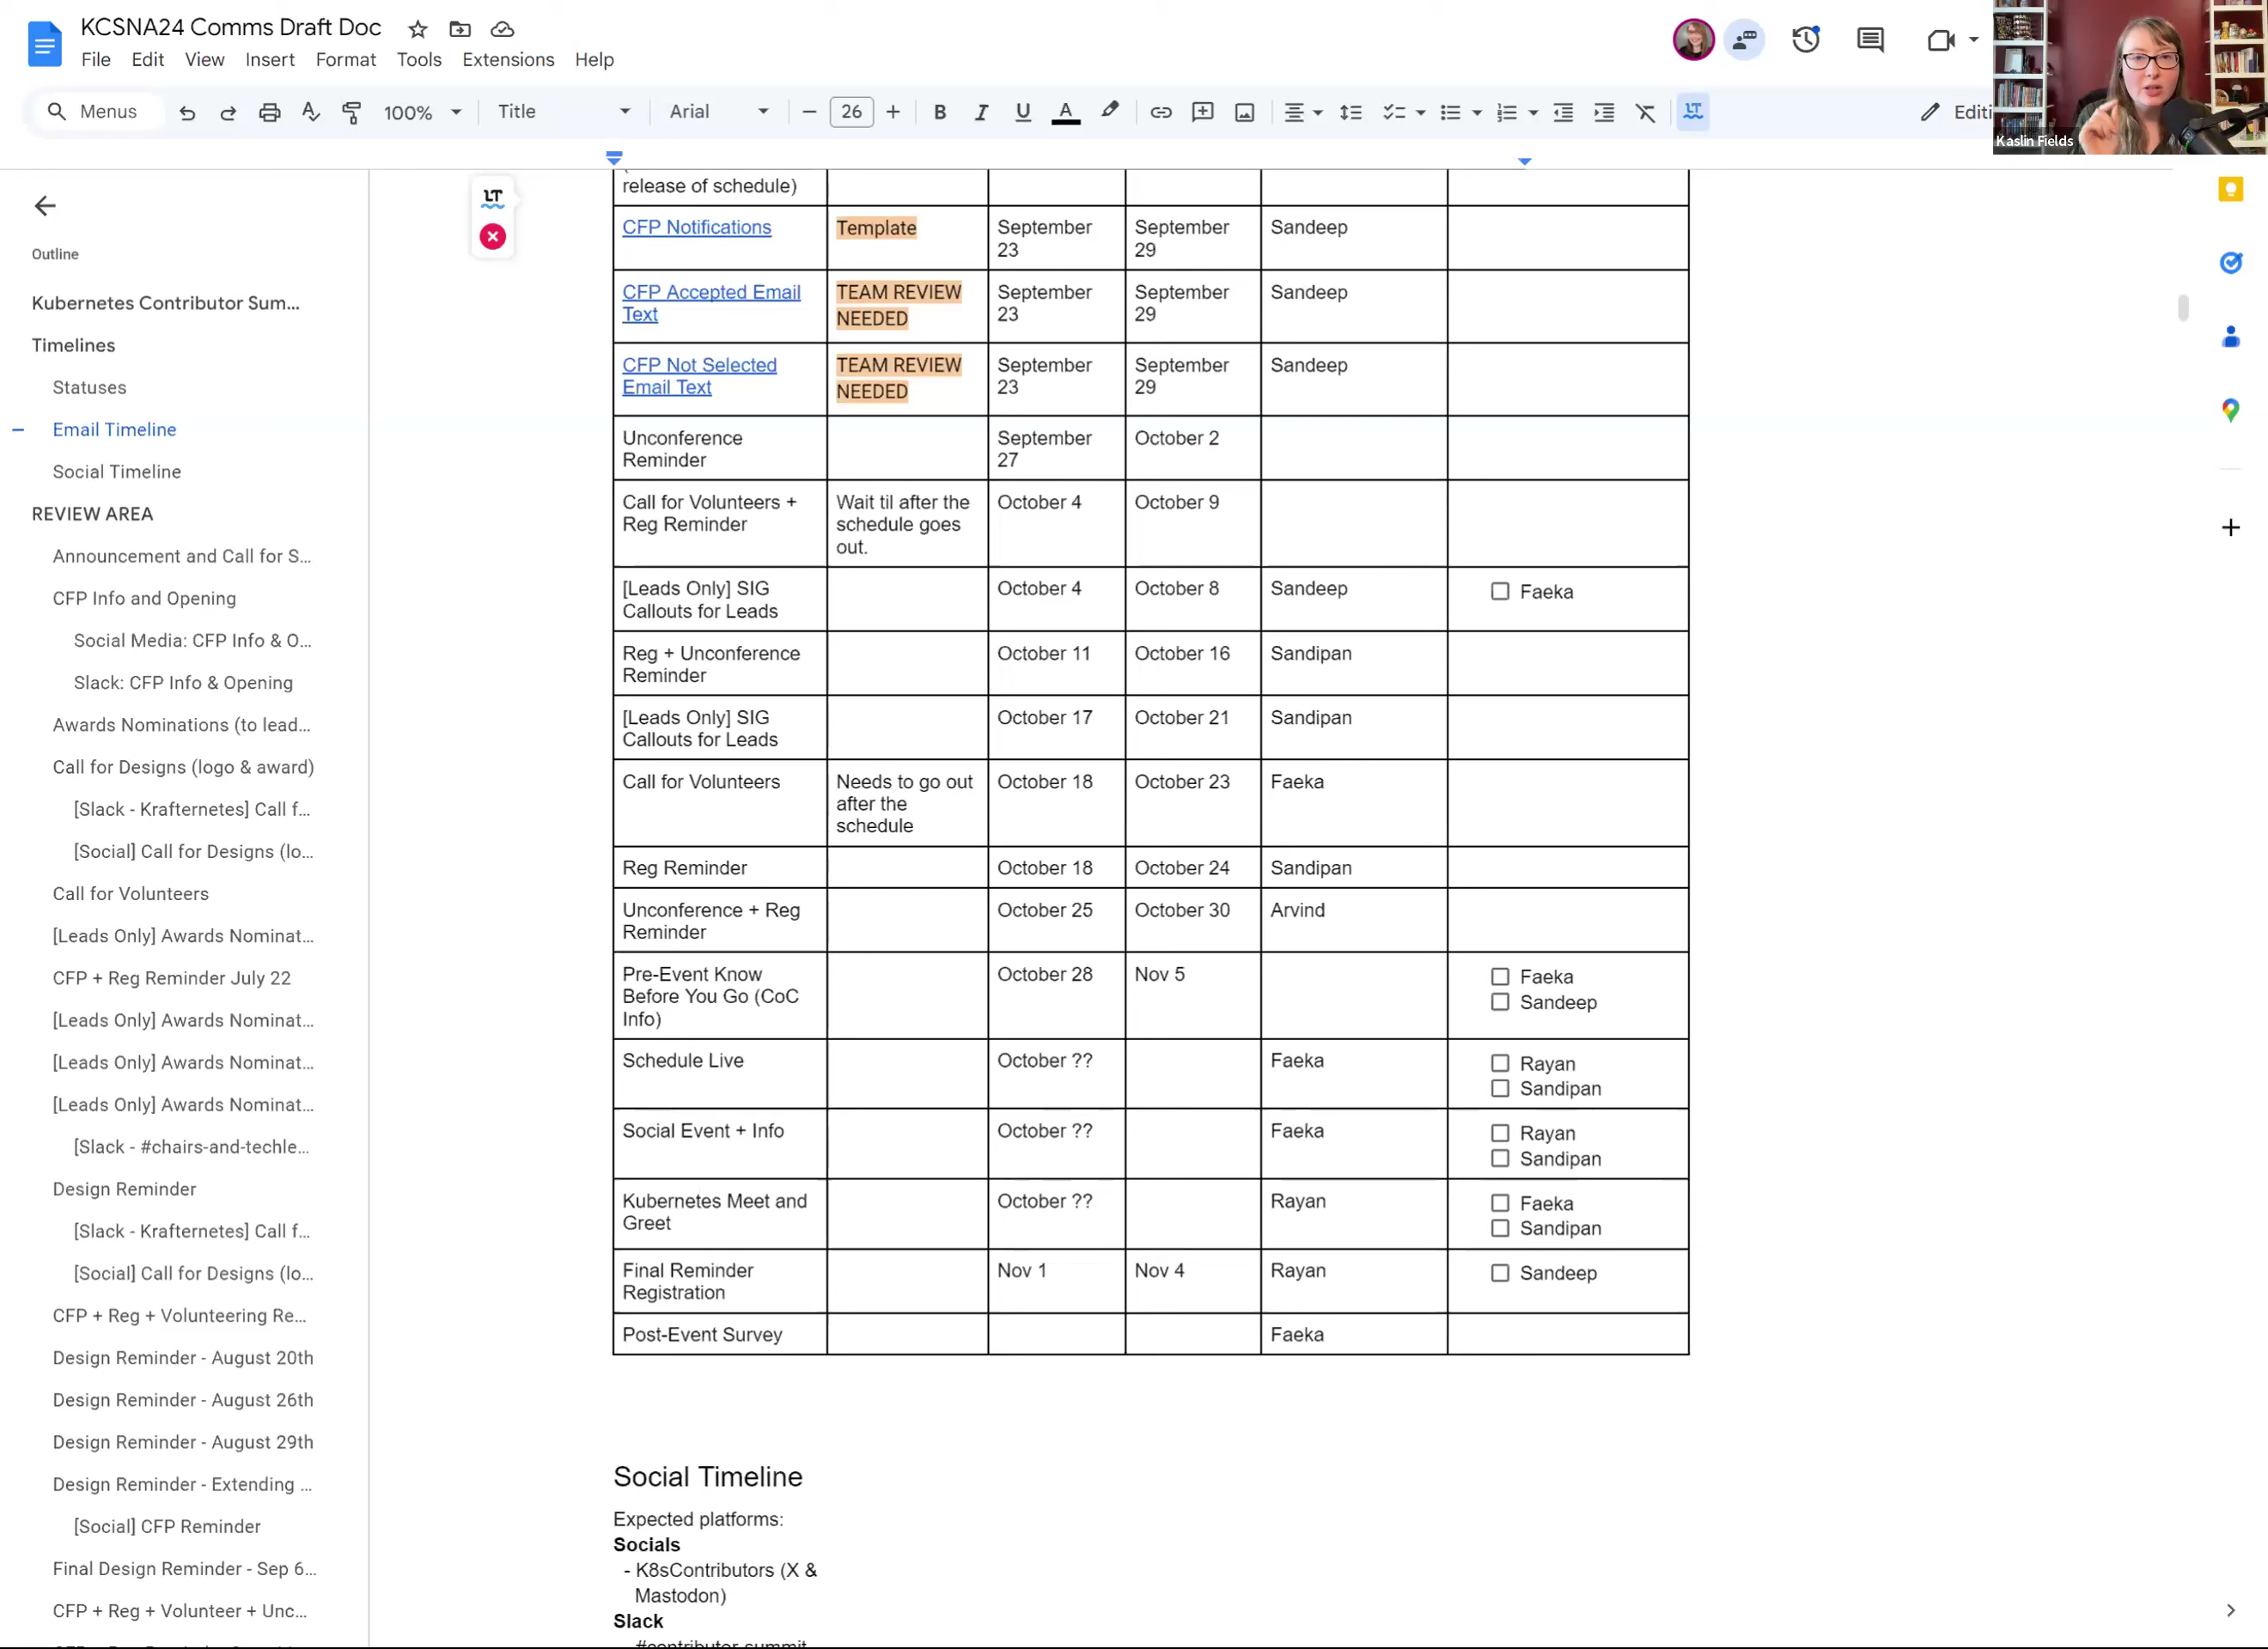 KCSNA24 Comms Draft Doc
File Edit View Insert Format Tools Extensions Help
Menus 100% Title Arial 26 B I U A LT
Kaslin Fields
LT
Outline
Kubernetes Contributor Sum...
Timelines
Statuses
Email Timeline
Social Timeline
REVIEW AREA
Announcement and Call for S...
CFP Info and Opening
Social Media: CFP Info & O...
Slack: CFP Info & Opening
Awards Nominations (to lead...
Call for Designs (logo & award)
[Slack - Krafternetes] Call f...
[Social] Call for Designs (lo...
Call for Volunteers
[Leads Only] Awards Nominat...
CFP + Reg Reminder July 22
[Leads Only] Awards Nominat...
[Leads Only] Awards Nominat...
[Leads Only] Awards Nominat...
[Slack - #chairs-and-techle...
Design Reminder
[Slack - Krafternetes] Call f...
[Social] Call for Designs (lo...
CFP + Reg + Volunteering Re...
Design Reminder - August 20th
Design Reminder - August 26th
Design Reminder - August 29th
Design Reminder - Extending ...
[Social] CFP Reminder
Final Design Reminder - Sep 6...
CFP + Reg + Volunteer + Unc...
release of schedule)
CFP Notifications
Template
September
23
September
29
Sandeep
CFP Accepted Email
Text
TEAM REVIEW
NEEDED
September
23
September
29
Sandeep
CFP Not Selected
Email Text
TEAM REVIEW
NEEDED
September
23
September
29
Sandeep
Unconference
Reminder
September
27
October 2
Call for Volunteers +
Reg Reminder
Wait til after the
schedule goes
out.
October 4
October 9
[Leads Only] SIG
Callouts for Leads
October 4
October 8
Sandeep
Faeka
Reg + Unconference
Reminder
October 11
October 16
Sandipan
[Leads Only] SIG
Callouts for Leads
October 17
October 21
Sandipan
Call for Volunteers
Needs to go out
after the
schedule
October 18
October 23
Faeka
Reg Reminder
October 18
October 24
Sandipan
Unconference + Reg
Reminder
October 25
October 30
Arvind
Pre-Event Know
Before You Go (CoC
Info)
October 28
Nov 5
Faeka
Sandeep
Schedule Live
October ??
Faeka
Rayan
Sandipan
Social Event + Info
October ??
Faeka
Rayan
Sandipan
Kubernetes Meet and
Greet
October ??
Rayan
Faeka
Sandipan
Final Reminder
Registration
Nov 1
Nov 4
Rayan
Sandeep
Post-Event Survey
Faeka
Social Timeline
Expected platforms:
Socials
- K8sContributors (X &
Mastodon)
Slack
#contributor-summit